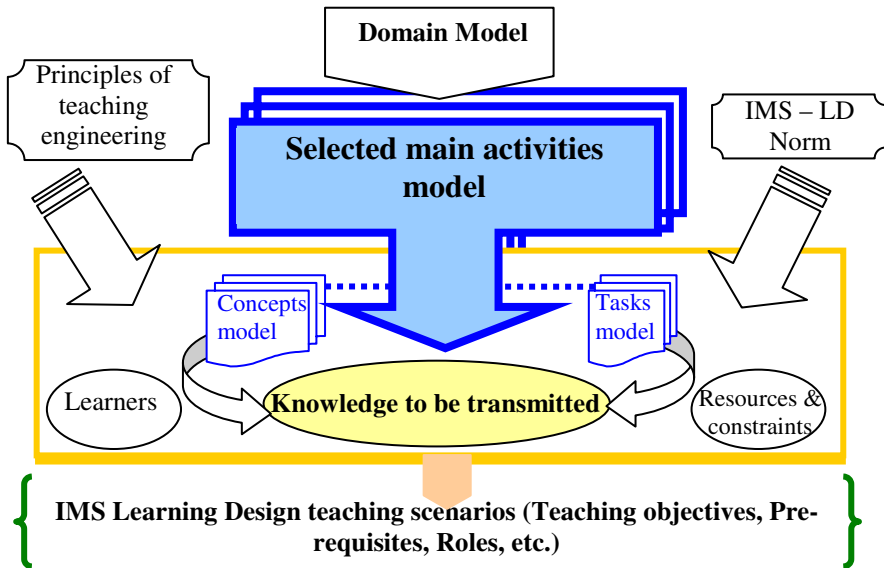 Domain Model
Principles of
teaching
engineering
IMS – LD
Norm
Selected main activities
model
Concepts
model
Tasks
model
Learners
Knowledge to be transmitted
Resources &
constraints
IMS Learning Design teaching scenarios (Teaching objectives, Pre-
requisites, Roles, etc.)